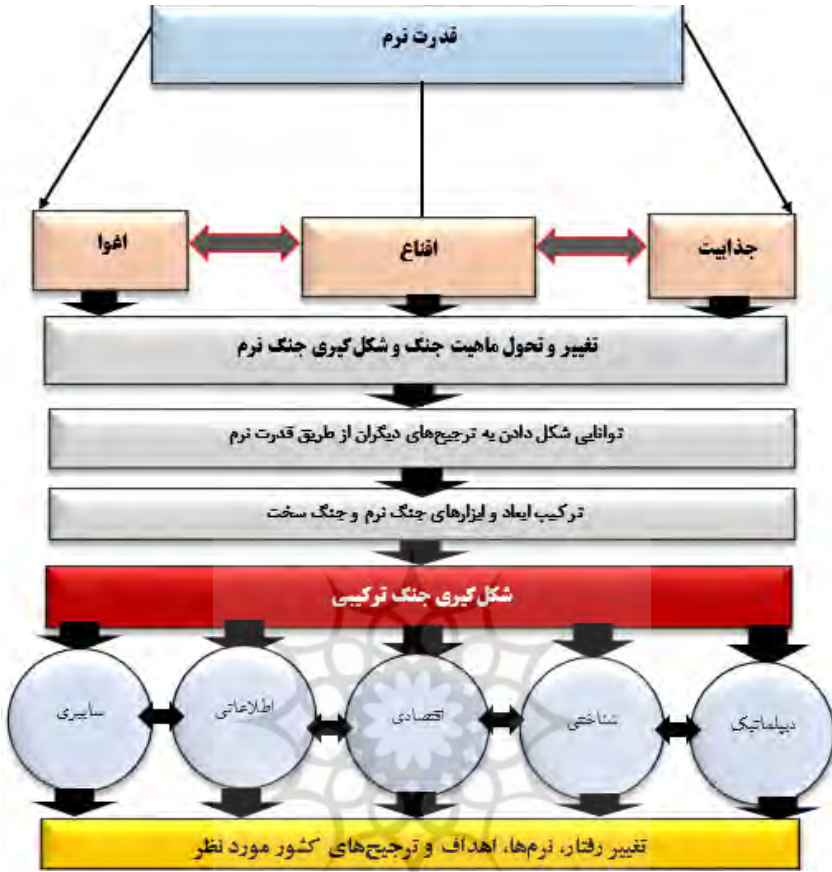 قدرت نرم
جذابیت
اقناع
اغوا
تغییر و تحول ماهیت جنگ و شکل‌گیری جنگ نرم
توانایی شکل دادن به ترجیح‌های دیگران از طریق قدرت نرم
ترکیب ابعاد و ابزارهای جنگ نرم و جنگ سخت
شکل‌گیری جنگ ترکیبی
دیپلماتیک
شناختی
اقتصادی
اطلاعاتی
سایبری
تغییر رفتار، نرم‌ها، اهداف و ترجیح‌های کشور مورد نظر